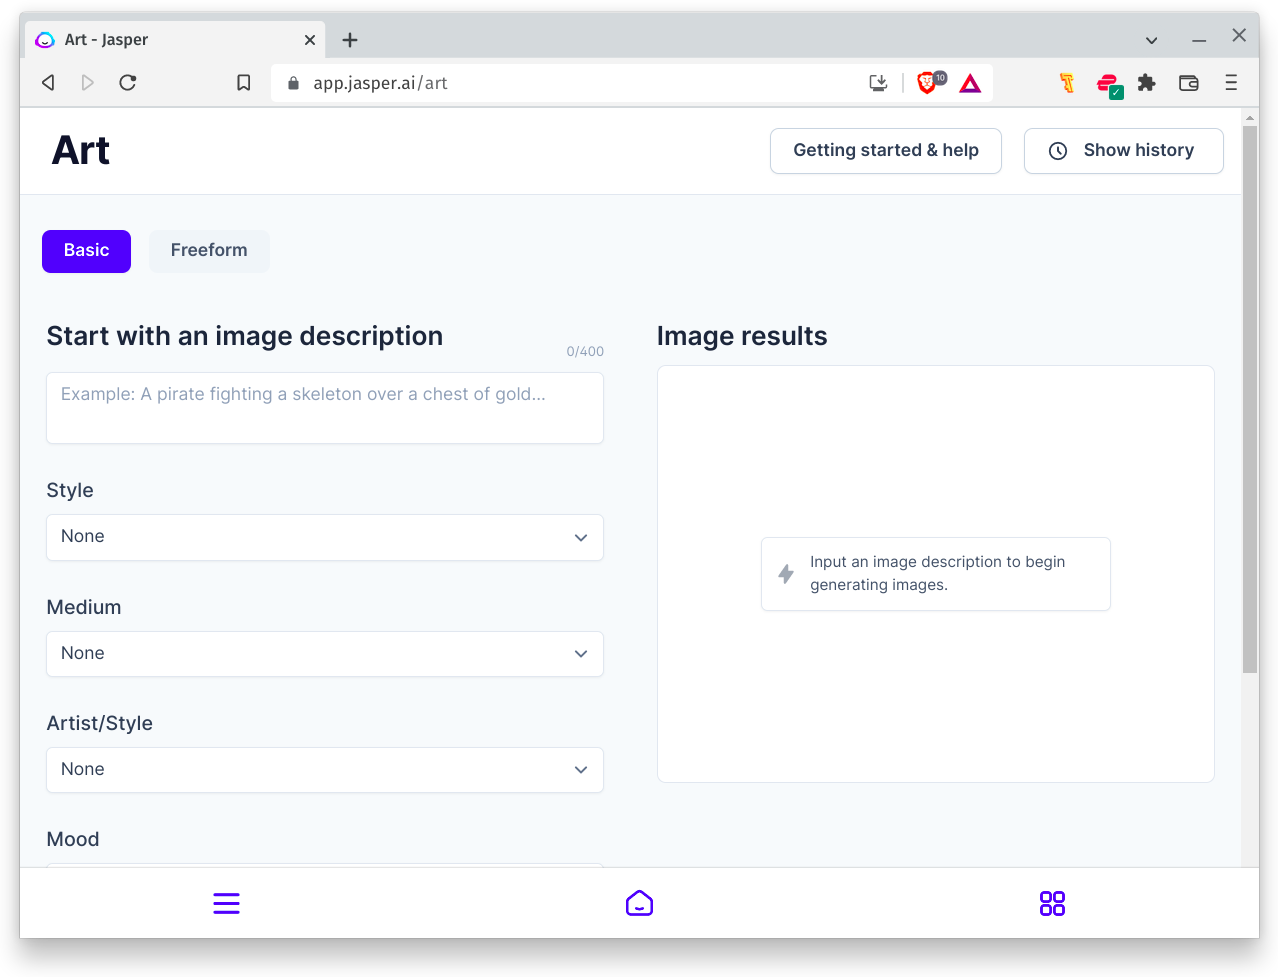 Art - Jasper
app.jasper.ai/art
10
Art
Getting started & help
Show history
Basic
Freeform
Start with an image description
0/400
Example: A pirate fighting a skeleton over a chest of gold...
Style
None
Medium
None
Artist/Style
None
Mood
Image results
Input an image description to begin
generating images.